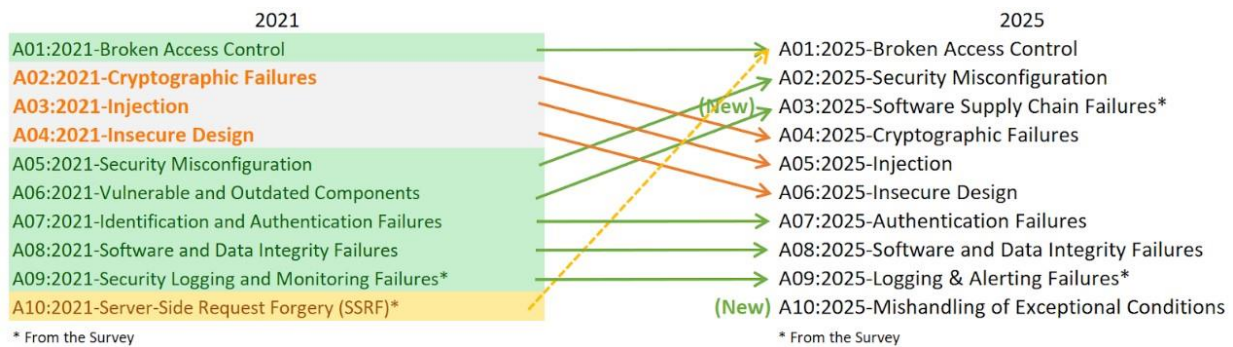 2021
A01:2021-Broken Access Control
A02:2021-Cryptographic Failures
A03:2021-Injection
A04:2021-Insecure Design
A05:2021-Security Misconfiguration
A06:2021-Vulnerable and Outdated Components
A07:2021-Identification and Authentication Failures
A08:2021-Software and Data Integrity Failures
A09:2021-Security Logging and Monitoring Failures*
A10:2021-Server-Side Request Forgery (SSRF)*
* From the Survey
2025
A01:2025-Broken Access Control
A02:2025-Security Misconfiguration
(New) A03:2025-Software Supply Chain Failures*
A04:2025-Cryptographic Failures
A05:2025-Injection
A06:2025-Insecure Design
A07:2025-Authentication Failures
A08:2025-Software and Data Integrity Failures
A09:2025-Logging & Alerting Failures*
(New) A10:2025-Mishandling of Exceptional Conditions
* From the Survey